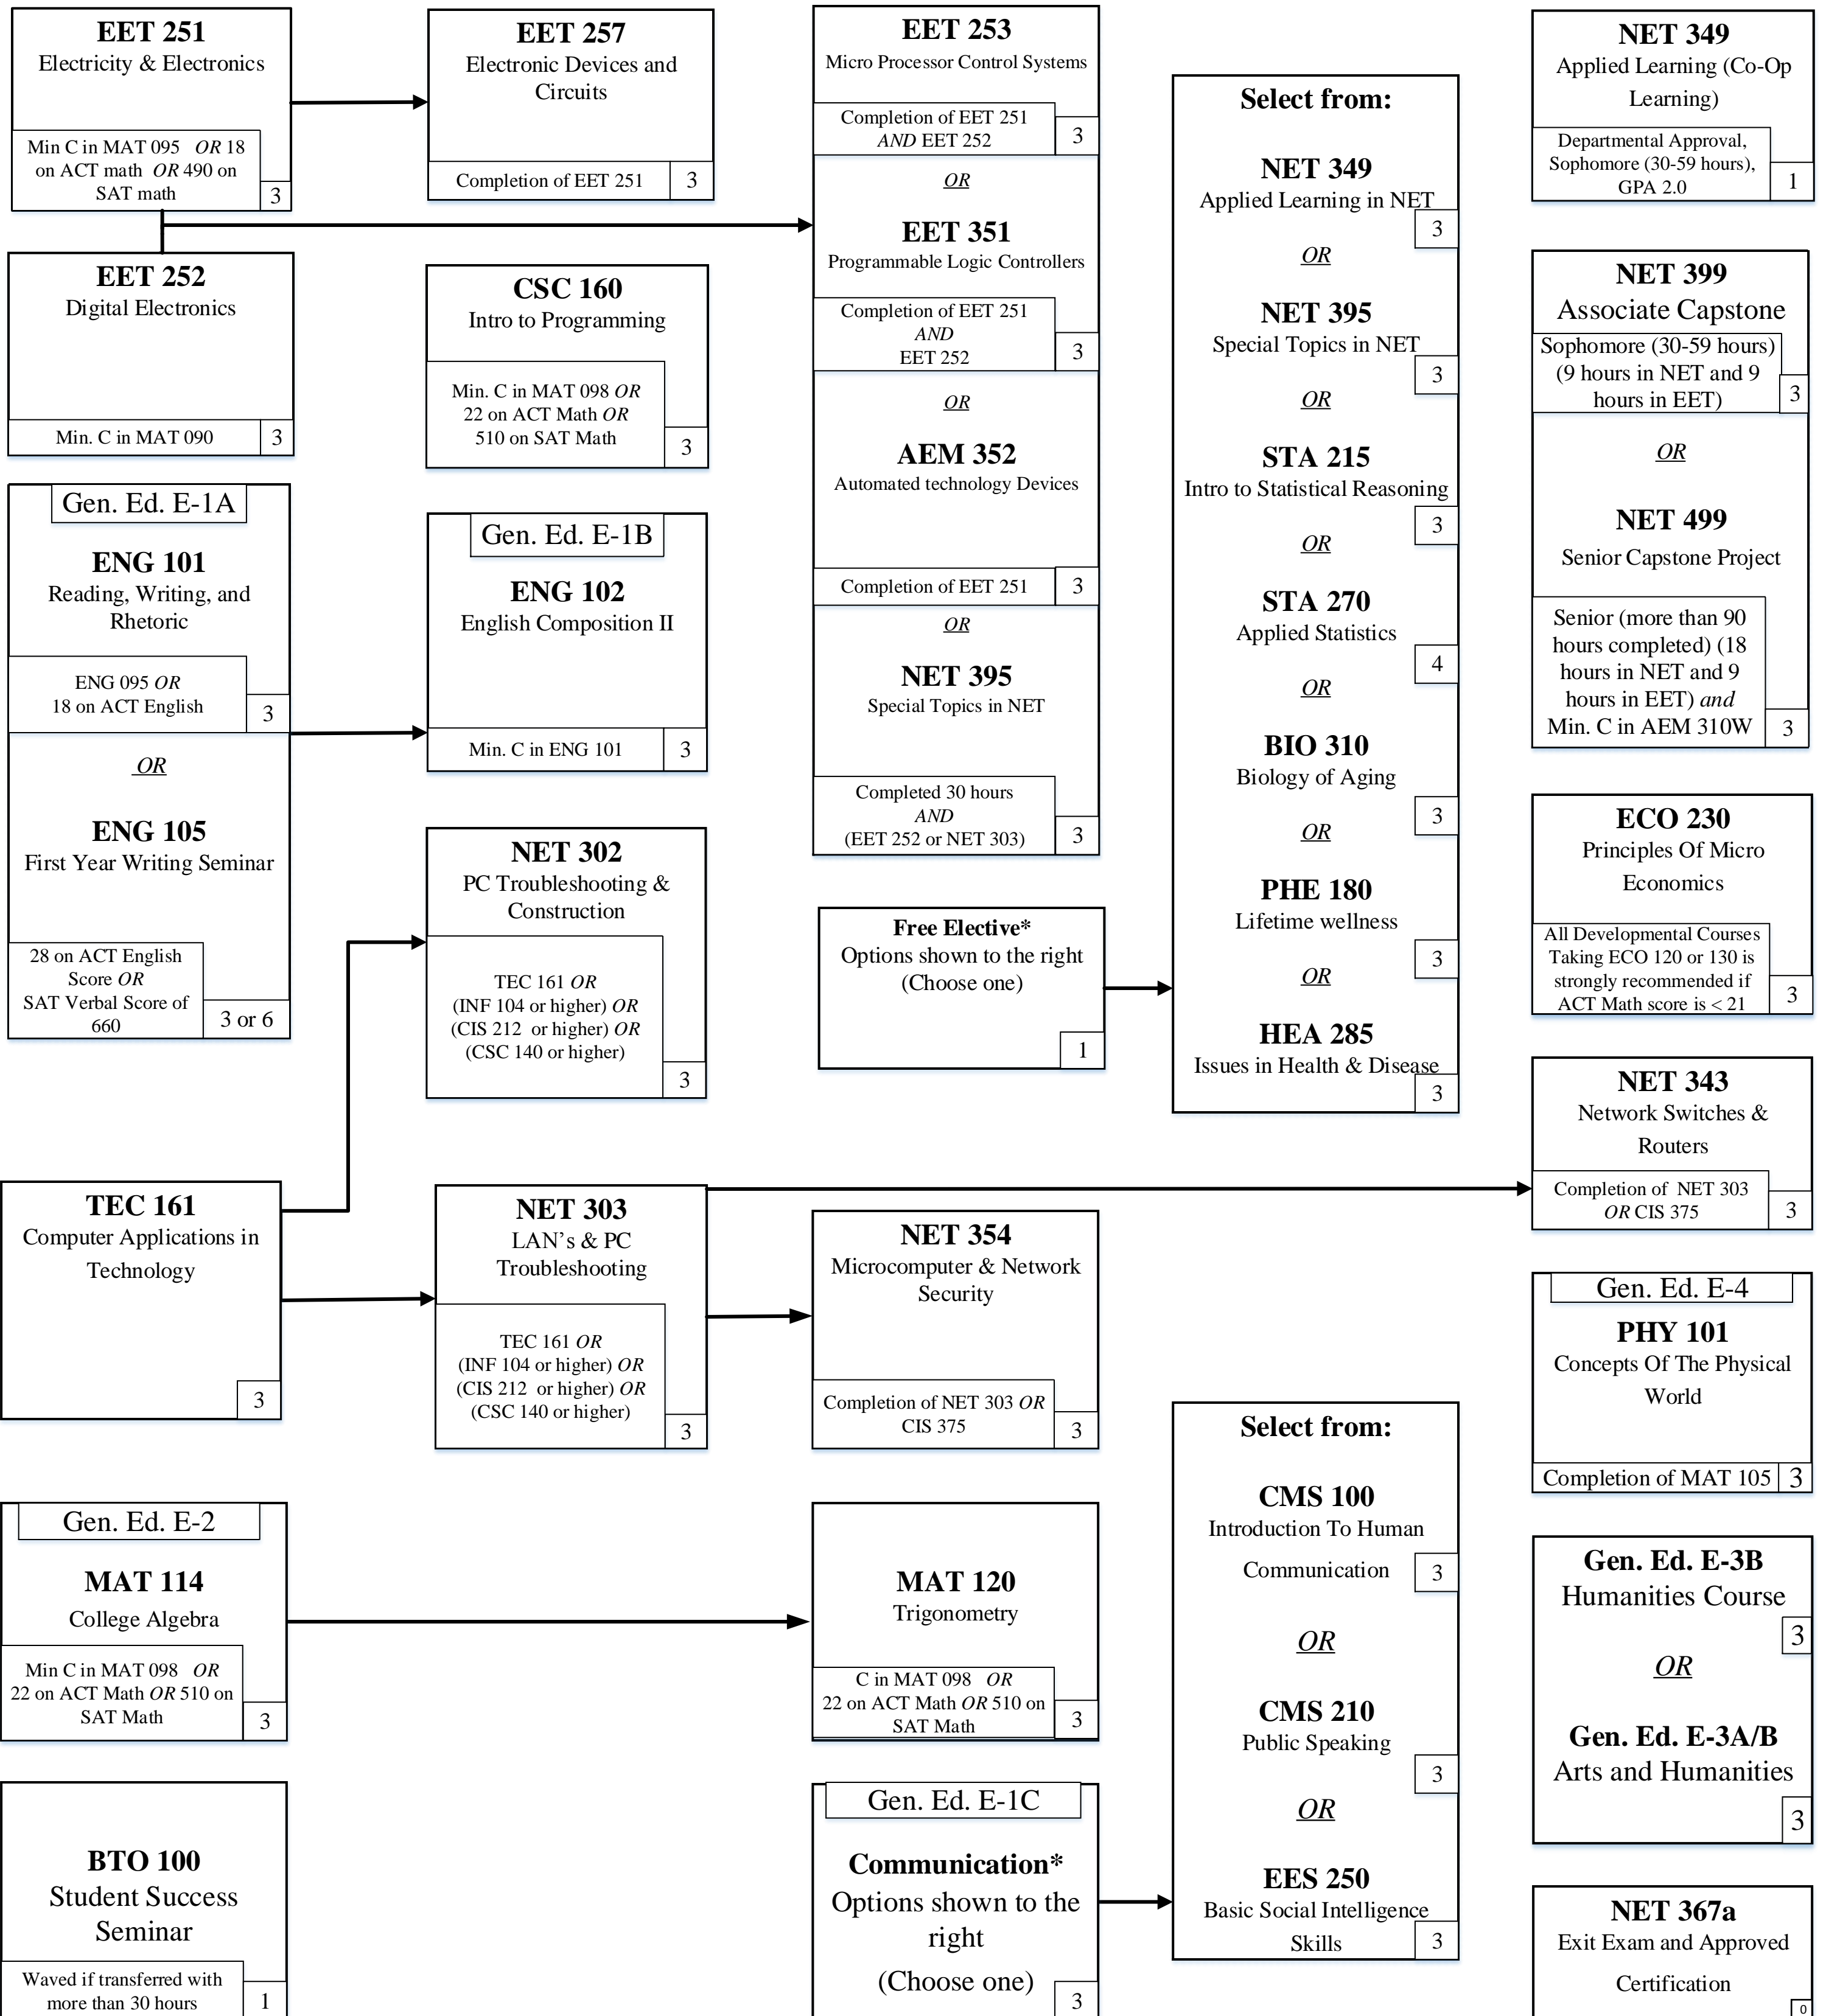 EET 251
Electricity & Electronics
Min C in MAT 095 OR 18
on ACT math OR 490 on
SAT math
3
EET 252
Digital Electronics
Min. C in MAT 090
3
Gen. Ed. E-1A
ENG 101
Reading, Writing, and
Rhetoric
ENG 095 OR
18 on ACT English
3
OR
ENG 105
First Year Writing Seminar
28 on ACT English
Score OR
SAT Verbal Score of
660
3 or 6
TEC 161
Computer Applications in
Technology
3
Gen. Ed. E-2
MAT 114
College Algebra
Min C in MAT 098 OR
22 on ACT Math OR 510 on
SAT Math
3
BTO 100
Student Success
Seminar
Waved if transferred with
more than 30 hours
1
EET 257
Electronic Devices and
Circuits
Completion of EET 251
3
CSC 160
Intro to Programming
Min. C in MAT 098 OR
22 on ACT Math OR
510 on SAT Math
3
Gen. Ed. E-1B
ENG 102
English Composition II
Min. C in ENG 101
3
NET 302
PC Troubleshooting &
Construction
TEC 161 OR
(INF 104 or higher) OR
(CIS 212 or higher) OR
(CSC 140 or higher)
3
NET 303
LAN’s & PC
Troubleshooting
TEC 161 OR
(INF 104 or higher) OR
(CIS 212 or higher) OR
(CSC 140 or higher)
3
EET 253
Micro Processor Control Systems
Completion of EET 251
AND EET 252
3
OR
EET 351
Programmable Logic Controllers
Completion of EET 251
AND
EET 252
3
OR
AEM 352
Automated technology Devices
Completion of EET 251
3
OR
NET 395
Special Topics in NET
Completed 30 hours
AND
(EET 252 or NET 303)
3
Free Elective*
Options shown to the right
(Choose one)
1
NET 354
Microcomputer & Network
Security
Completion of NET 303 OR
CIS 375
3
MAT 120
Trigonometry
C in MAT 098 OR
22 on ACT Math OR 510 on
SAT Math
3
Gen. Ed. E-1C
Communication*
Options shown to the
right
(Choose one)
3
Select from:
NET 349
Applied Learning in NET
3
OR
NET 395
Special Topics in NET
3
OR
STA 215
Intro to Statistical Reasoning
3
OR
STA 270
Applied Statistics
4
OR
BIO 310
Biology of Aging
3
OR
PHE 180
Lifetime wellness
3
OR
HEA 285
Issues in Health & Disease
3
Select from:
CMS 100
Introduction To Human
Communication
3
OR
CMS 210
Public Speaking
3
OR
EES 250
Basic Social Intelligence
Skills
3
NET 349
Applied Learning (Co-Op
Learning)
Departmental Approval,
Sophomore (30-59 hours),
GPA 2.0
1
NET 399
Associate Capstone
Sophomore (30-59 hours)
(9 hours in NET and 9
hours in EET)
3
OR
NET 499
Senior Capstone Project
Senior (more than 90
hours completed) (18
hours in NET and 9
hours in EET) and
Min. C in AEM 310W
3
ECO 230
Principles Of Micro
Economics
All Developmental Courses
Taking ECO 120 or 130 is
strongly recommended if
ACT Math score is < 21
3
NET 343
Network Switches &
Routers
Completion of NET 303
OR CIS 375
3
Gen. Ed. E-4
PHY 101
Concepts Of The Physical
World
Completion of MAT 105
3
Gen. Ed. E-3B
Humanities Course
3
OR
Gen. Ed. E-3A/B
Arts and Humanities
3
NET 367a
Exit Exam and Approved
Certification
0